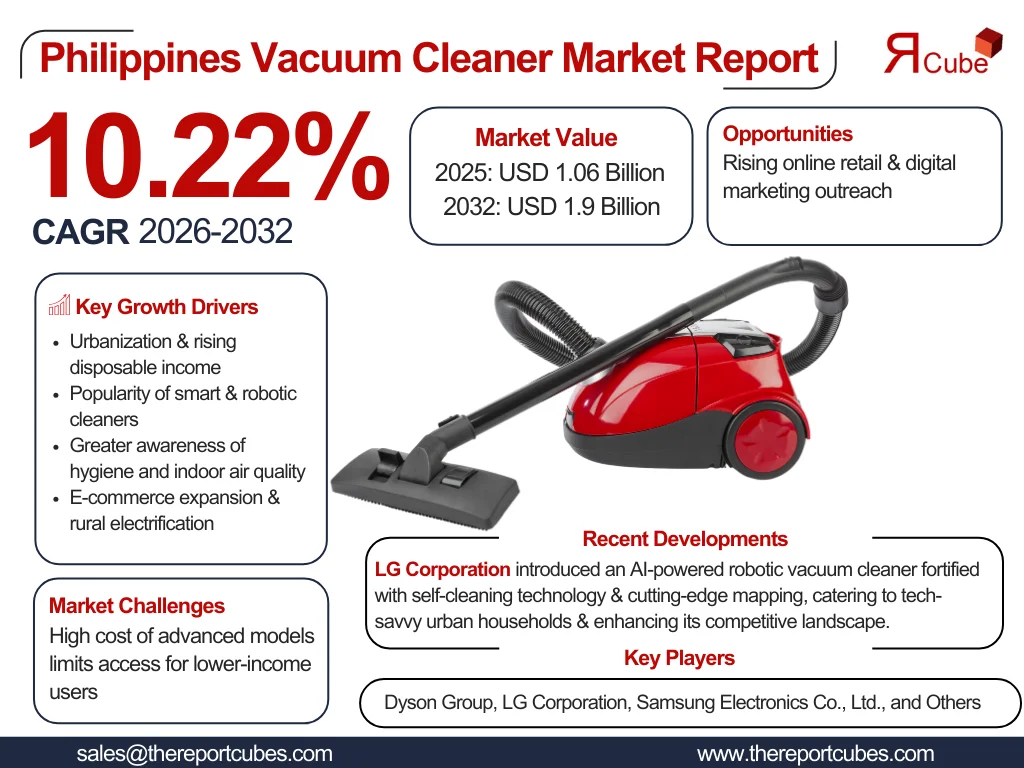 Philippines Vacuum Cleaner Market Report
ЯCube
10.22%
CAGR 2026-2032
Market Value
2025: USD 1.06 Billion
2032: USD 1.9 Billion
Opportunities
Rising online retail & digital
marketing outreach
Key Growth Drivers
• Urbanization & rising
disposable income
• Popularity of smart & robotic
cleaners
• Greater awareness of
hygiene and indoor air quality
• E-commerce expansion &
rural electrification
Market Challenges
High cost of advanced models
limits access for lower-income
users
Recent Developments
LG Corporation introduced an AI-powered robotic vacuum cleaner fortified
with self-cleaning technology & cutting-edge mapping, catering to tech-
savvy urban households & enhancing its competitive landscape.
Key Players
Dyson Group, LG Corporation, Samsung Electronics Co., Ltd., and Others
sales@thereportcubes.com
www.thereportcubes.com